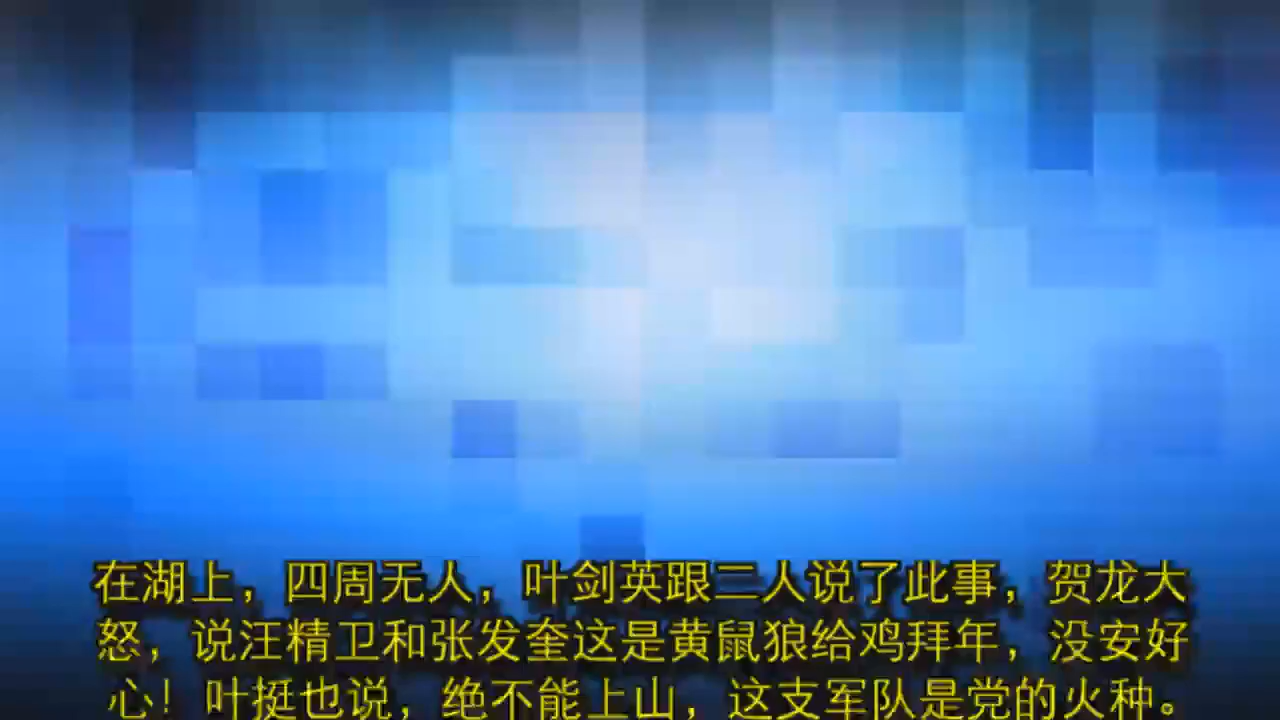 在湖上，四周无人，叶剑英跟二人说了此事，贺龙大
怒，说汪精卫和张发奎这是黄鼠狼给鸡拜年，没安好
心！叶挺也说，绝不能上山，这支军队是党的火种。